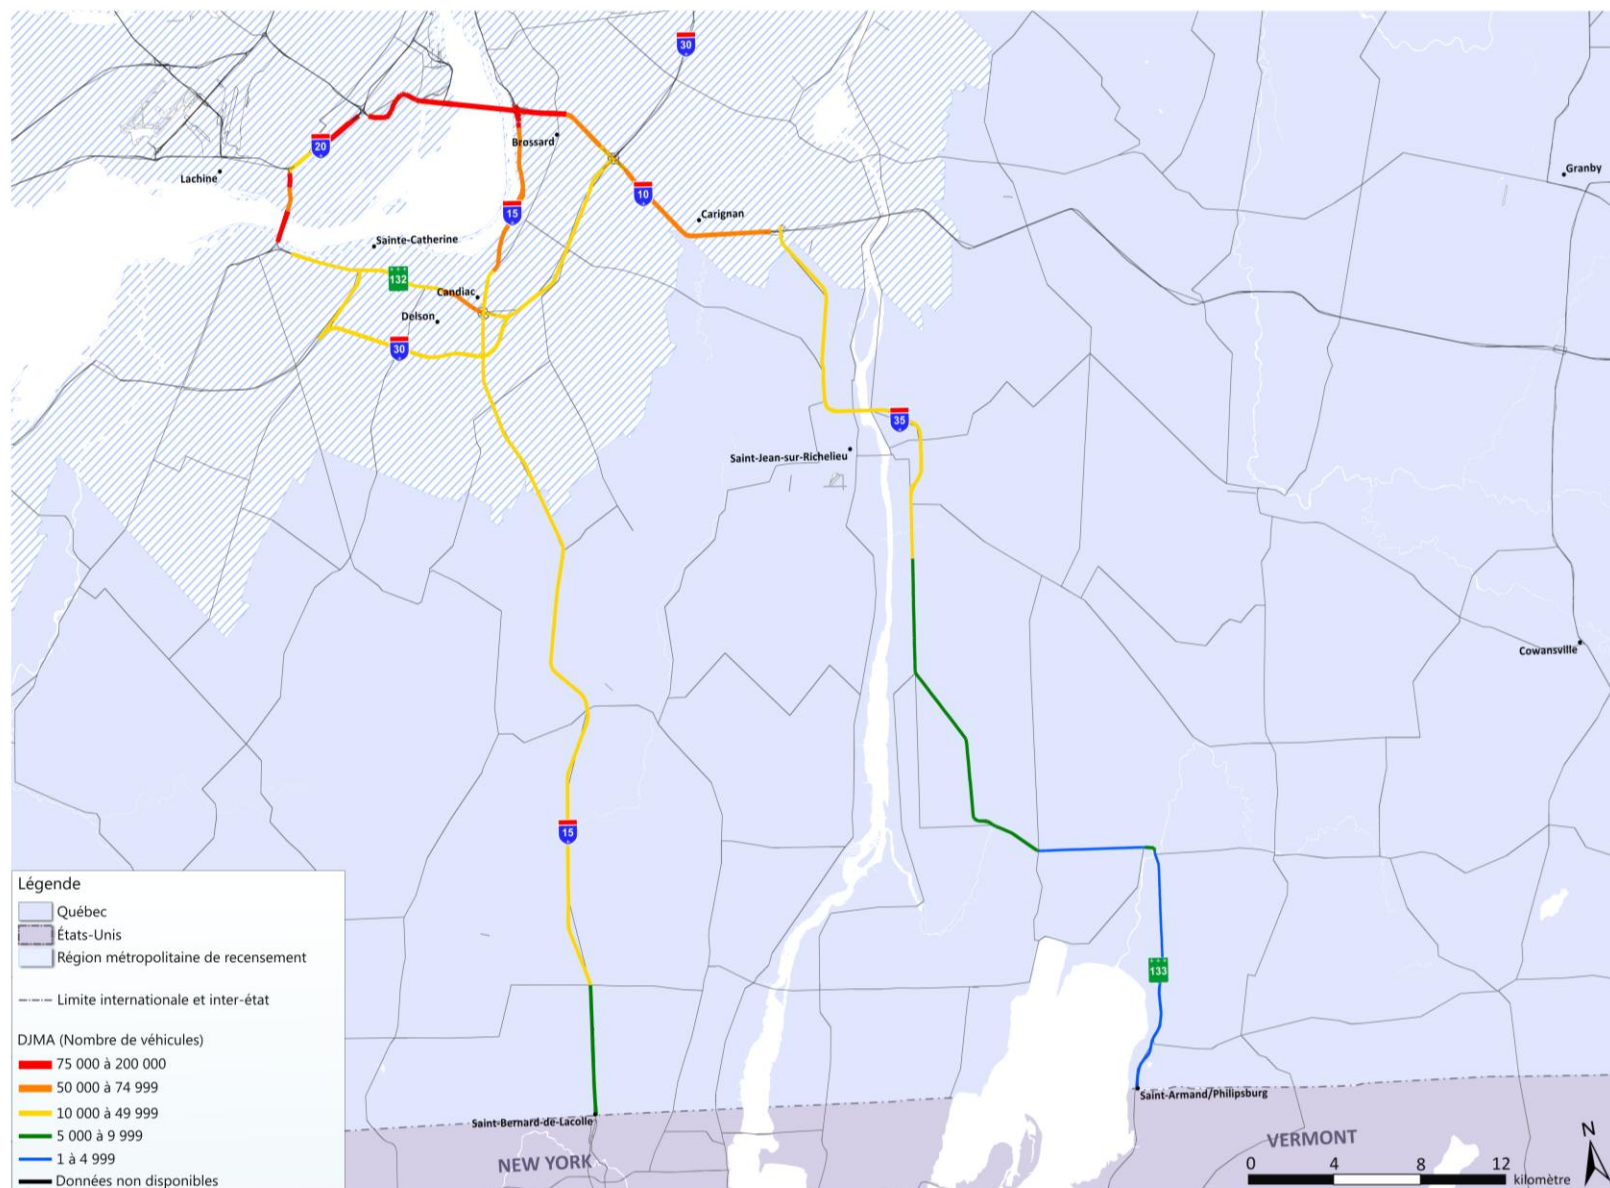 30
20
Lachine
Brossard
10
Granby
15
Carignan
Sainte-Catherine
132
Candiac
Delson
30
35
Saint-Jean-sur-Richelieu
Cowansville
15
133
Légende
Québec
États-Unis
Région métropolitaine de recensement
Limite internationale et inter-état
DJMA (Nombre de véhicules)
75 000 à 200 000
50 000 à 74 999
10 000 à 49 999
5 000 à 9 999
1 à 4 999
Données non disponibles
Saint-Bernard-de-Lacolle
Saint-Armand/Philipsburg
NEW YORK
VERMONT
N
0 4 8 12
kilomètre